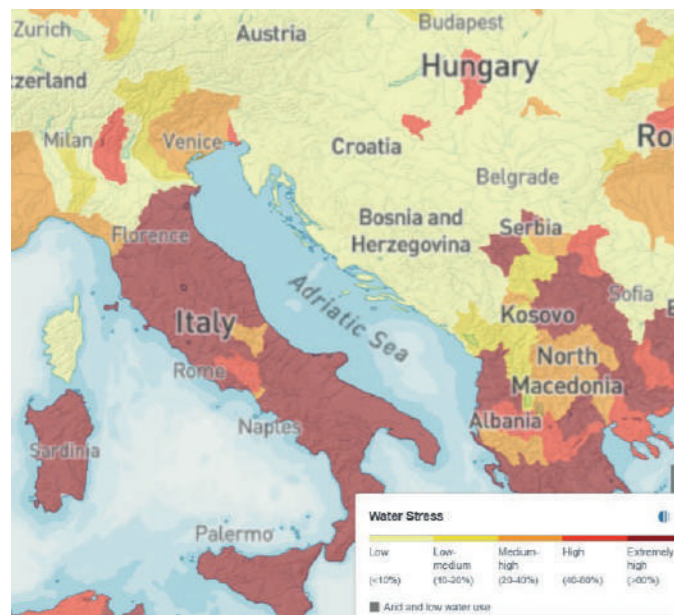 Zurich
Austria
Budapest
tzerland
Hungary
Milan
Venice
Croatia
Ro
Belgrade
Florence
Bosnia and
Herzegovina
Serbia
Adriatic Sea
Sofia
Italy
Kosovo
Rome
North
Macedonia
Naples
Albania
Sardinia
Palermo
Water Stress
Low
Low-
medium
Medium-
high
High
Extremely
high
(<10%)
(10-20%)
(20-40%)
(40-80%)
(>80%)
Arid and low water use